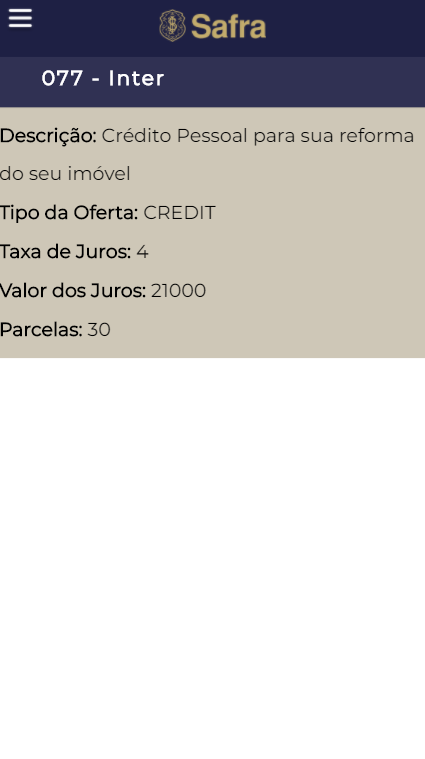 Safra
077 - Inter
Descrição: Crédito Pessoal para sua reforma
do seu imóvel
Tipo da Oferta: CREDIT
Taxa de Juros: 4
Valor dos Juros: 21000
Parcelas: 30